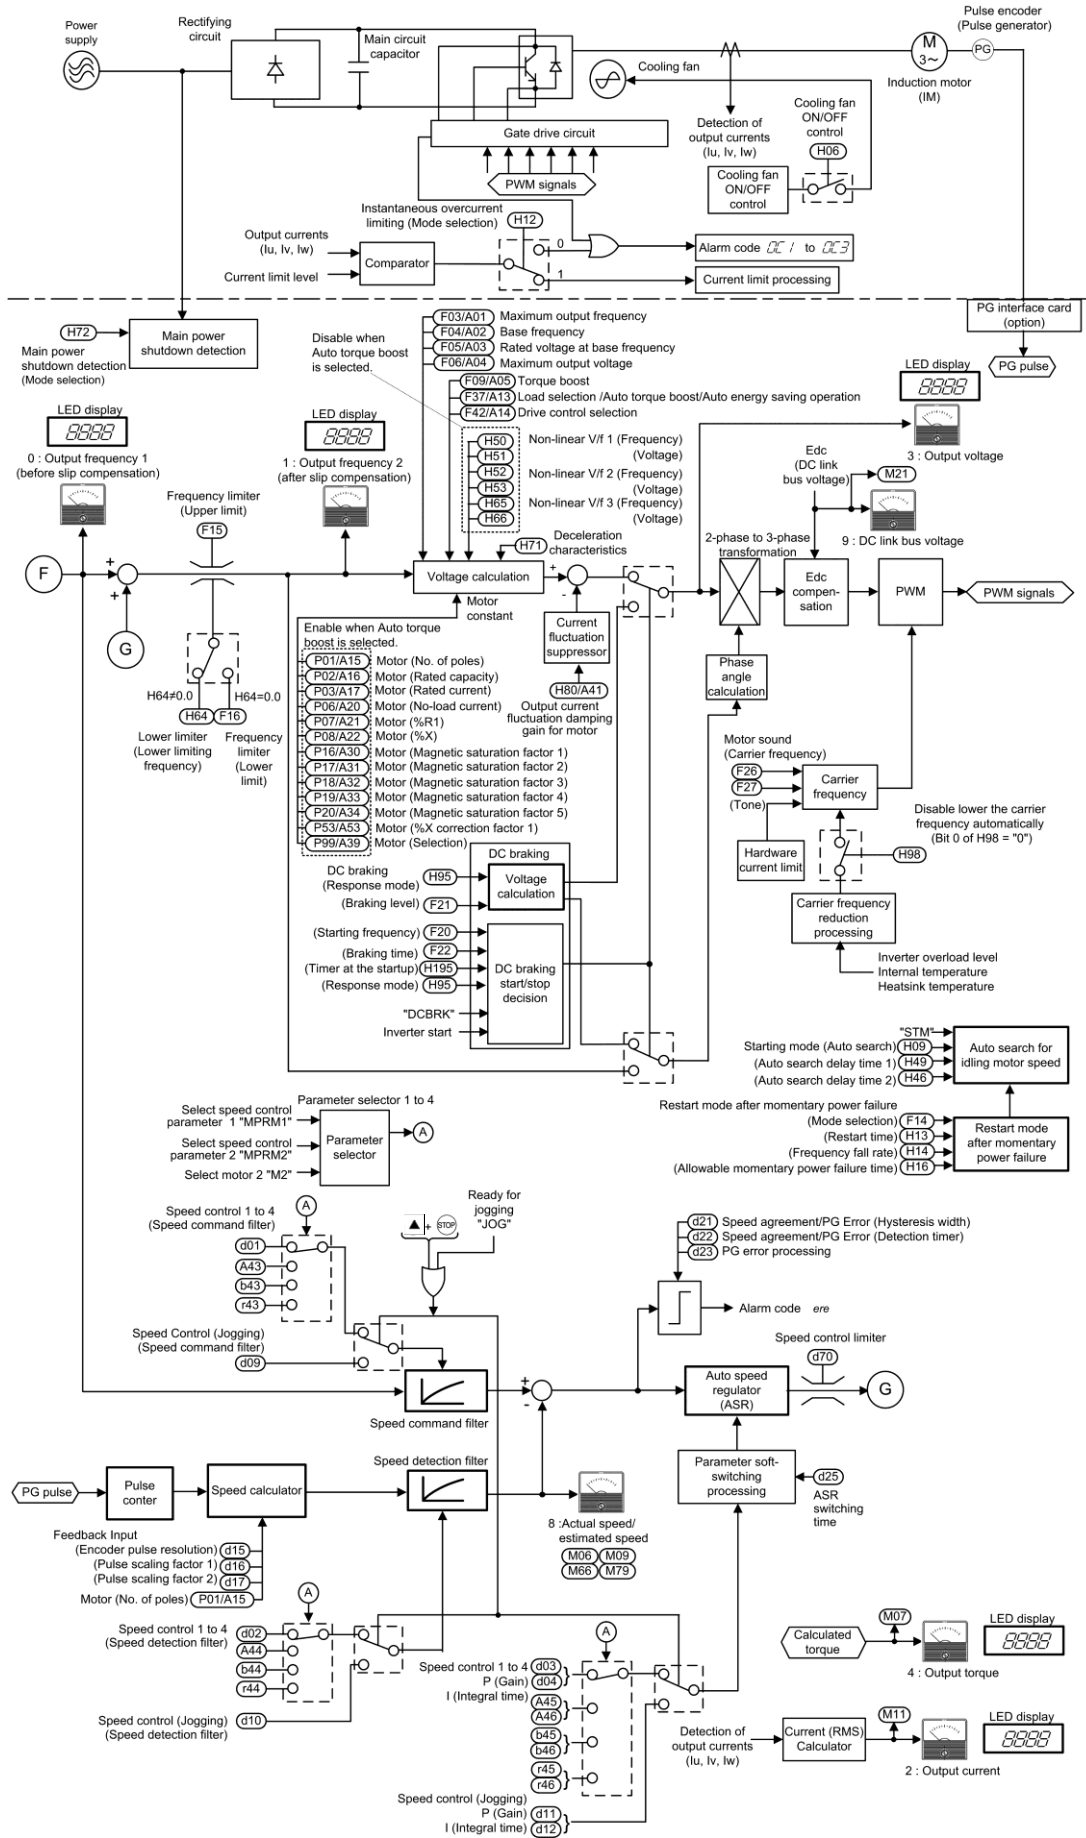 Power
supply
Rectifying
circuit
Main circuit
capacitor
Pulse encoder
(Pulse generator)
M
3~
PG
Induction motor
(IM)
Cooling fan
Gate drive circuit
PWM signals
Detection of
output currents
(Iu, Iv, Iw)
Cooling fan
ON/OFF
control
H06
Cooling fan
ON/OFF
control
Instantaneous overcurrent
limiting (Mode selection)
H12
Output currents
(Iu, Iv, Iw)
Current limit level
Comparator
0
1
Alarm code OC1 to OC3
Current limit processing
H72
Main power
shutdown detection
(Mode selection)
Main power
shutdown detection
PG interface card
(option)
PG pulse
Disable when
Auto torque boost
is selected.
F03/A01 Maximum output frequency
F04/A02 Base frequency
F05/A03 Rated voltage at base frequency
F06/A04 Maximum output voltage
F09/A05 Torque boost
F37/A13 Load selection /Auto torque boost/Auto energy saving operation
F42/A14 Drive control selection
H50 Non-linear V/f 1 (Frequency)
H51 (Voltage)
H52 Non-linear V/f 2 (Frequency)
H53 (Voltage)
H65 Non-linear V/f 3 (Frequency)
H66 (Voltage)
H71 Deceleration
characteristics
LED display
8888
0 : Output frequency 1
(before slip compensation)
LED display
8888
1 : Output frequency 2
(after slip compensation)
LED display
8888
3 : Output voltage
Edc
(DC link
bus voltage)
M21
9 : DC link bus voltage
Frequency limiter
(Upper limit)
F15
F
+
+
G
H64≠0.0
H64=0.0
H64
F16
Lower limiter
(Lower limiting
frequency)
Frequency
limiter
(Lower
limit)
Voltage calculation
Motor
constant
+
-
Current
fluctuation
suppressor
H80/A41
Output current
fluctuation damping
gain for motor
2-phase to 3-phase
transformation
Edc
compen-
sation
PWM
PWM signals
Phase
angle
calculation
Enable when Auto torque
boost is selected.
P01/A15 Motor (No. of poles)
P02/A16 Motor (Rated capacity)
P03/A17 Motor (Rated current)
P06/A20 Motor (No-load current)
P07/A21 Motor (%R1)
P08/A22 Motor (%X)
P16/A30 Motor (Magnetic saturation factor 1)
P17/A31 Motor (Magnetic saturation factor 2)
P18/A32 Motor (Magnetic saturation factor 3)
P19/A33 Motor (Magnetic saturation factor 4)
P20/A34 Motor (Magnetic saturation factor 5)
P53/A53 Motor (%X correction factor 1)
P99/A39 Motor (Selection)
Motor sound
(Carrier frequency)
F26
F27
(Tone)
Carrier
frequency
Hardware
current limit
Disable lower the carrier
frequency automatically
(Bit 0 of H98 = "0")
H98
Carrier frequency
reduction
processing
Inverter overload level
Internal temperature
Heatsink temperature
DC braking
DC braking
(Response mode) H95
(Braking level) F21
Voltage
calculation
(Starting frequency) F20
(Braking time) F22
(Timer at the startup) H195
(Response mode) H95
"DCBRK"
Inverter start
DC braking
start/stop
decision
"STM"
Starting mode (Auto search) H09
(Auto search delay time 1) H49
(Auto search delay time 2) H46
Auto search for
idling motor speed
Restart mode after momentary power failure
(Mode selection) F14
(Restart time) H13
(Frequency fall rate) H14
(Allowable momentary power failure time) H16
Restart mode
after momentary
power failure
Parameter selector 1 to 4
Select speed control
parameter 1 "MPRM1"
Select speed control
parameter 2 "MPRM2"
Select motor 2 "M2"
Parameter
selector
A
Speed control 1 to 4
(Speed command filter)
A
d01
A43
b43
r43
+ STOP
Ready for
jogging
"JOG"
Speed Control (Jogging)
(Speed command filter)
d09
Speed command filter
+
-
d21 Speed agreement/PG Error (Hysteresis width)
d22 Speed agreement/PG Error (Detection timer)
d23 PG error processing
Alarm code ere
Speed control limiter
d70
Auto speed
regulator
(ASR)
G
Parameter soft-
switching
processing
d25
ASR
switching
time
PG pulse
Pulse
conter
Speed calculator
Speed detection filter
8 :Actual speed/
estimated speed
M06 M09
M66 M79
Feedback Input
(Encoder pulse resolution) d15
(Pulse scaling factor 1) d16
(Pulse scaling factor 2) d17
Motor (No. of poles) P01/A15
A
Speed control 1 to 4
(Speed detection filter)
d02
A44
b44
r44
Speed control (Jogging)
(Speed detection filter)
d10
A
Speed control 1 to 4
P (Gain)
I (Integral time)
d03
d04
A45
A46
b45
b46
r45
r46
Speed control (Jogging)
P (Gain) d11
I (Integral time) d12
Calculated
torque
M07
LED display
8888
4 : Output torque
Detection of
output currents
(Iu, Iv, Iw)
Current (RMS)
Calculator
M11
LED display
8888
2 : Output current